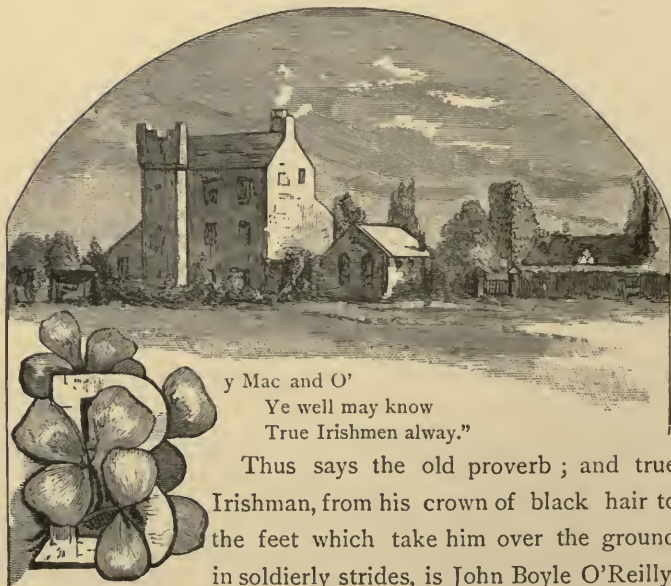 By Mac and O'
Ye well may know
True Irishmen alway."
Thus says the old proverb ; and true
Irishman, from his crown of black hair to
the feet which take him over the ground
in soldierly strides, is John Boyle O'Reilly